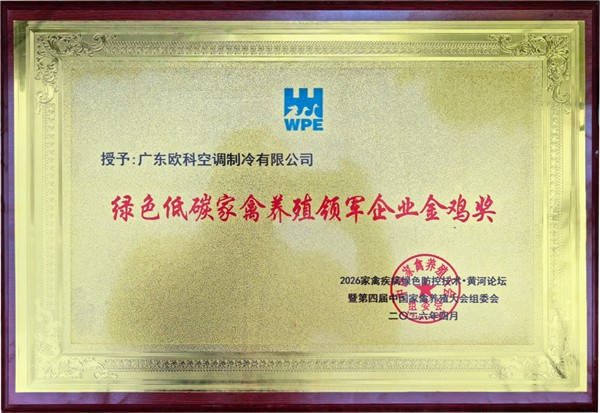 WPE
授予:广东欧科空调制冷有限公司
绿色低碳家禽养殖领军企业金鸡奖
2026家禽疾病绿色防控技术·黄河论坛
暨第四届中国家禽养殖大会组委会
二〇二六年四月
组委会